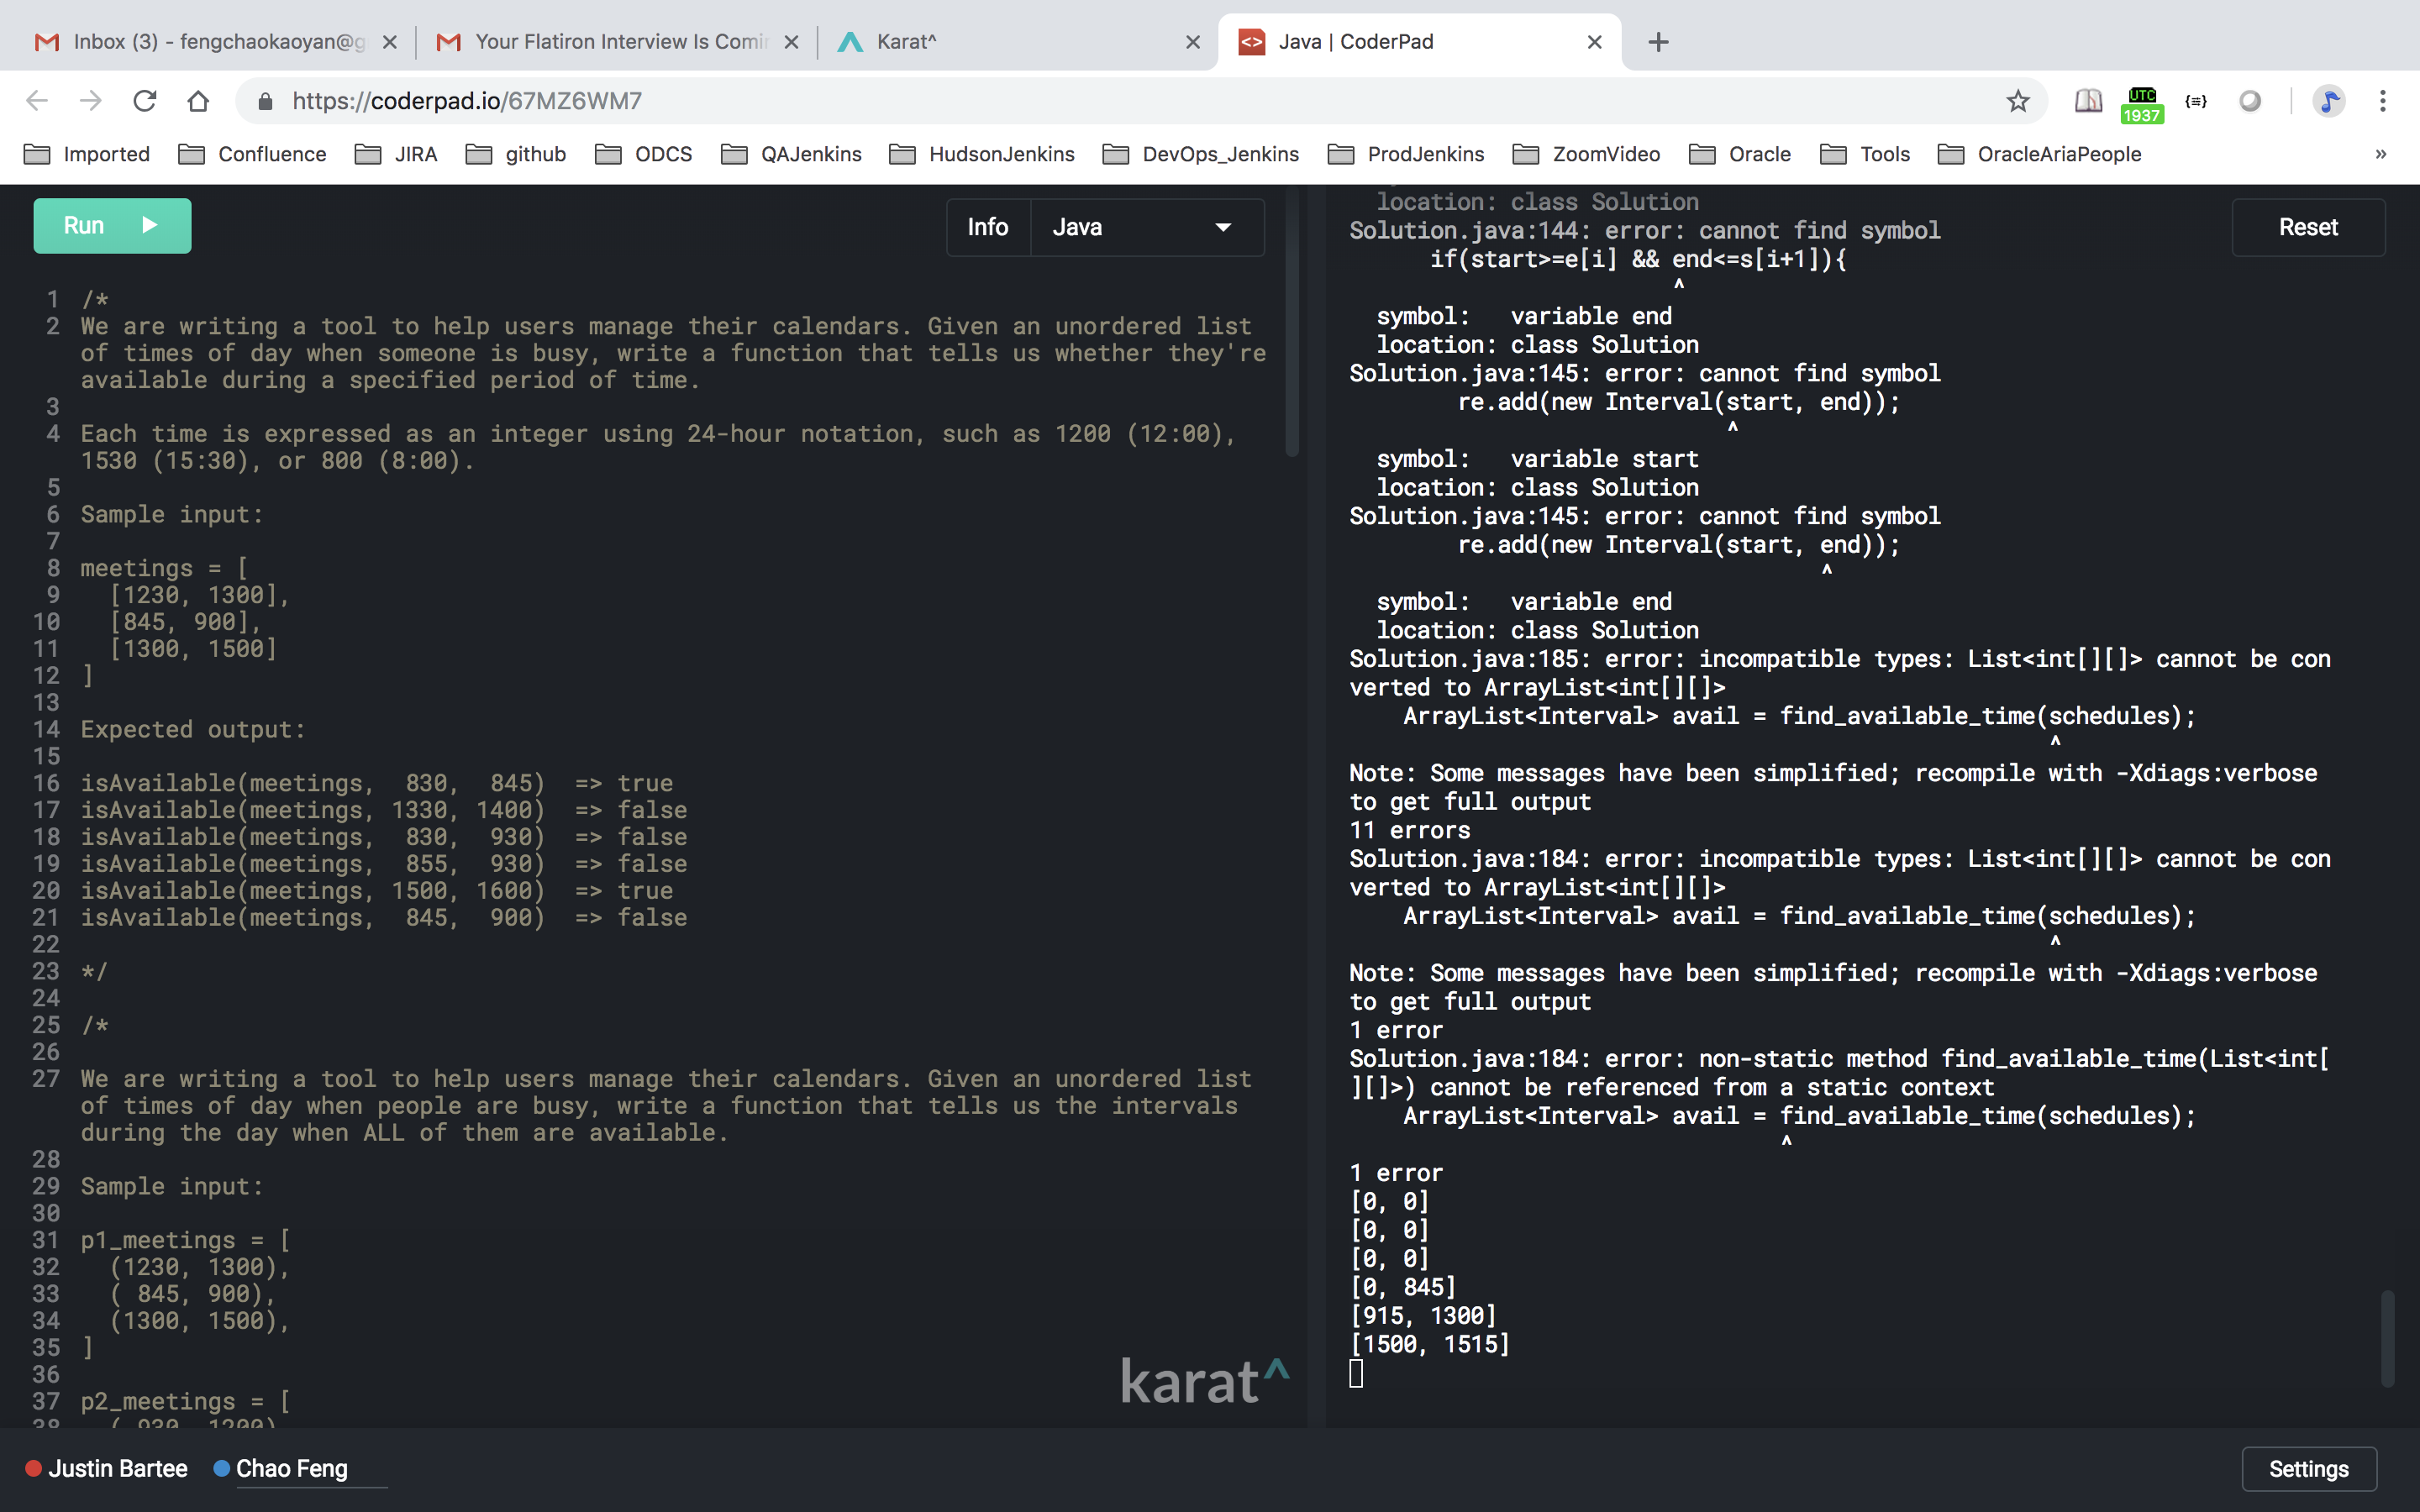 Inbox (3) - fengchaokaoyan@g
Your Flatiron Interview Is Comin
Karat^
Java | CoderPad
https://coderpad.io/67MZ6WM7
UTC
1937
Imported
Confluence
JIRA
github
ODCS
QAJenkins
HudsonJenkins
DevOps_Jenkins
ProdJenkins
ZoomVideo
Oracle
Tools
OracleAriaPeople
»
Run
Info
Java
1 /*
2 We are writing a tool to help users manage their calendars. Given an unordered list
of times of day when someone is busy, write a function that tells us whether they're
available during a specified period of time.
3
4 Each time is expressed as an integer using 24-hour notation, such as 1200 (12:00),
1530 (15:30), or 800 (8:00).
5
6 Sample input:
7
8 meetings = [
9   [1230, 1300],
10   [845, 900],
11   [1300, 1500]
12 ]
13
14 Expected output:
15
16 isAvailable(meetings,  830,  845)  => true
17 isAvailable(meetings, 1330, 1400)  => false
18 isAvailable(meetings,  830,  930)  => false
19 isAvailable(meetings,  855,  930)  => false
20 isAvailable(meetings, 1500, 1600)  => true
21 isAvailable(meetings,  845,  900)  => false
22
23 */
24
25 /*
26
27 We are writing a tool to help users manage their calendars. Given an unordered list
of times of day when people are busy, write a function that tells us the intervals
during the day when ALL of them are available.
28
29 Sample input:
30
31 p1_meetings = [
32   (1230, 1300),
33   ( 845, 900),
34   (1300, 1500),
35 ]
36
37 p2_meetings = [
38   ( 930, 1200)
karat^
location: class Solution
Solution.java:144: error: cannot find symbol
      if(start>=e[i] && end<=s[i+1]){
                        ^
  symbol:   variable end
  location: class Solution
Solution.java:145: error: cannot find symbol
        re.add(new Interval(start, end));
                            ^
  symbol:   variable start
  location: class Solution
Solution.java:145: error: cannot find symbol
        re.add(new Interval(start, end));
                                   ^
  symbol:   variable end
  location: class Solution
Solution.java:185: error: incompatible types: List<int[][]> cannot be con
verted to ArrayList<int[][]>
    ArrayList<Interval> avail = find_available_time(schedules);
                                                    ^
Note: Some messages have been simplified; recompile with -Xdiags:verbose
to get full output
11 errors
Solution.java:184: error: incompatible types: List<int[][]> cannot be con
verted to ArrayList<int[][]>
    ArrayList<Interval> avail = find_available_time(schedules);
                                                    ^
Note: Some messages have been simplified; recompile with -Xdiags:verbose
to get full output
1 error
Solution.java:184: error: non-static method find_available_time(List<int[
][]>) cannot be referenced from a static context
    ArrayList<Interval> avail = find_available_time(schedules);
                                ^
1 error
[0, 0]
[0, 0]
[0, 0]
[0, 845]
[915, 1300]
[1500, 1515]
Reset
Justin Bartee
Chao Feng
Settings